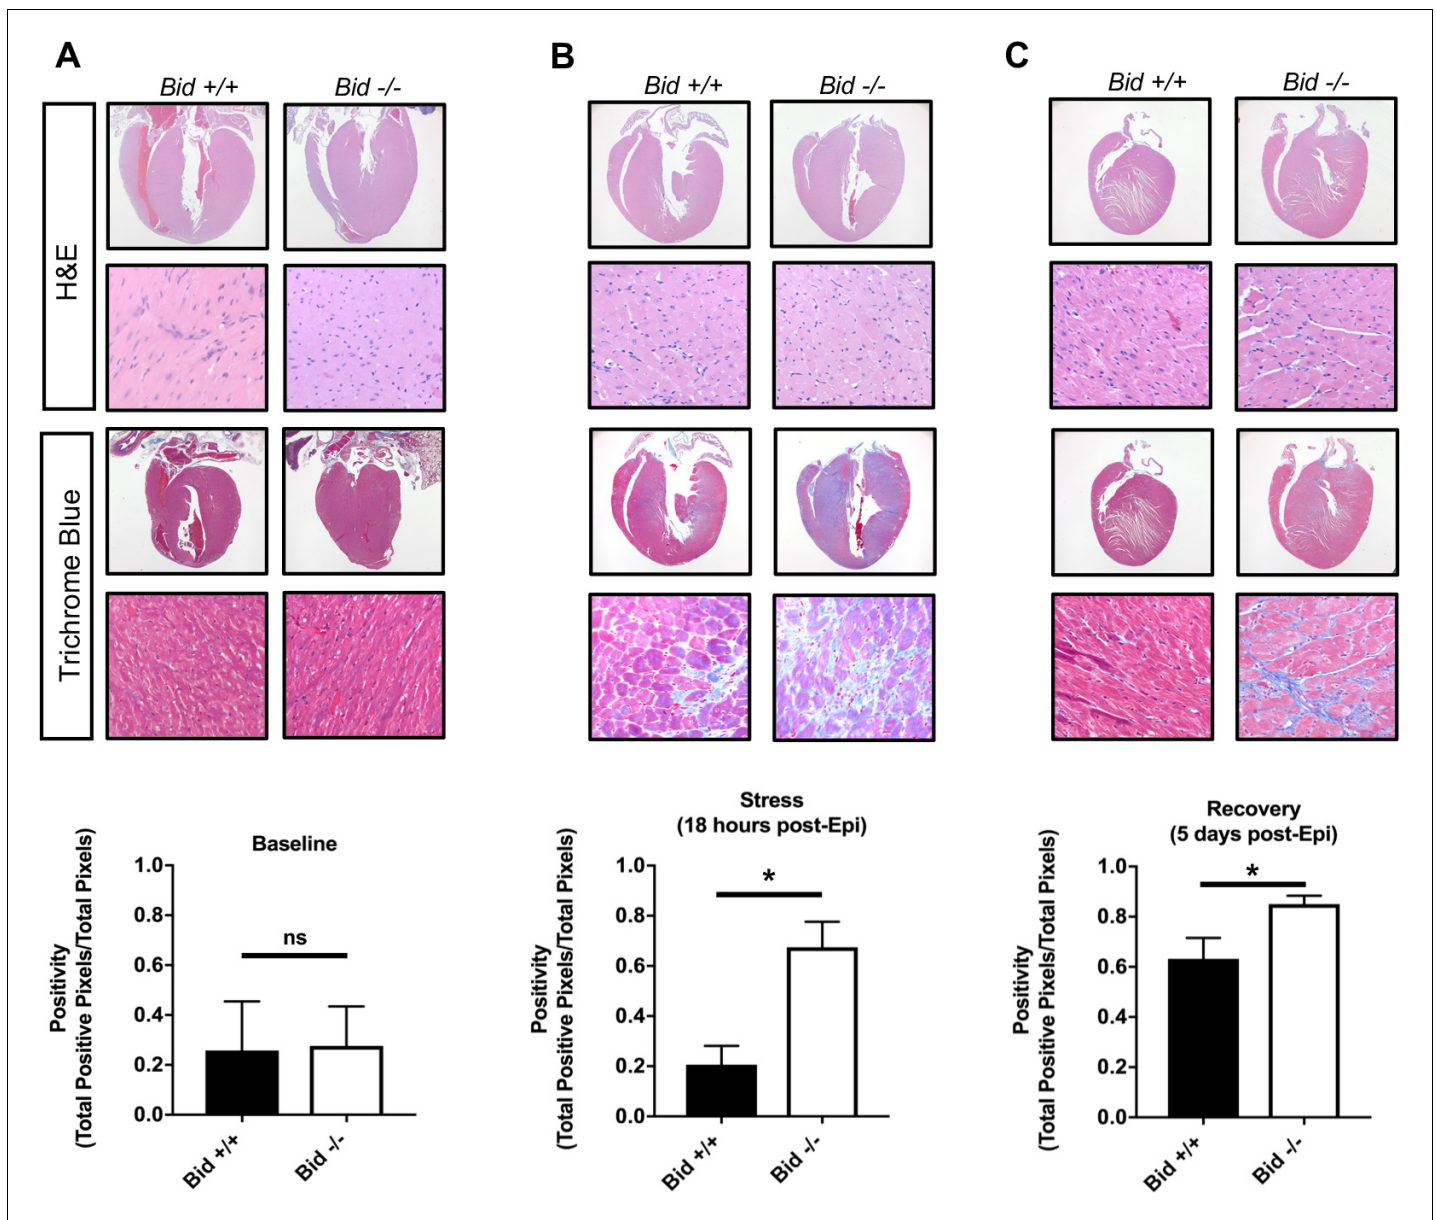 A
B
C
Bid +/+
Bid -/-
Bid +/+
Bid -/-
Bid +/+
Bid -/-
H&E
Trichrome Blue
Baseline
Positivity
(Total Positive Pixels/Total Pixels)
1.0
0.8
0.6
0.4
0.2
0.0
ns
Bid +/+
Bid -/-
Stress
(18 hours post-Epi)
Positivity
(Total Positive Pixels/Total Pixels)
1.0
0.8
0.6
0.4
0.2
0.0
*
Bid +/+
Bid -/-
Recovery
(5 days post-Epi)
Positivity
(Total Positive Pixels/Total Pixels)
1.0
0.8
0.6
0.4
0.2
0.0
*
Bid +/+
Bid -/-